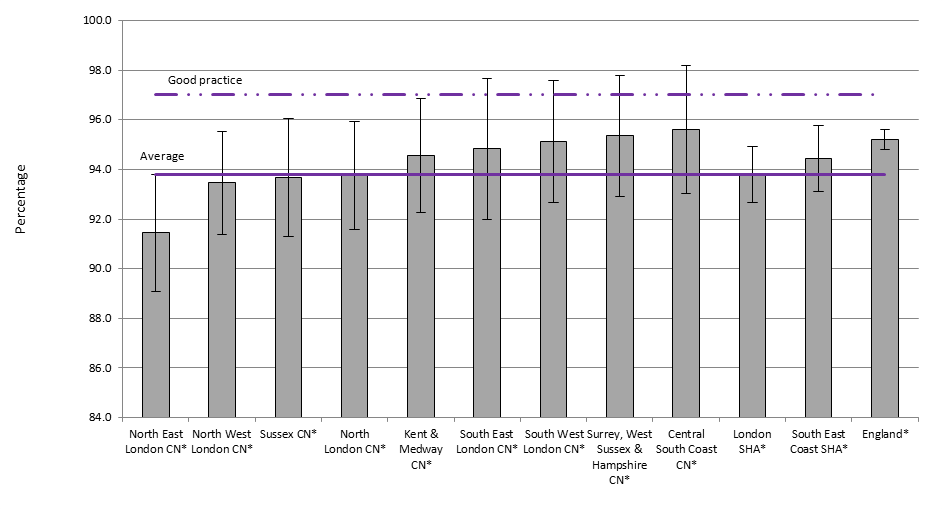 100.0
98.0
96.0
94.0
92.0
90.0
88.0
86.0
84.0
Percentage
Good practice
Average
North East
London CN*
North West
London CN*
Sussex CN*
North
London CN*
Kent &
Medway
CN*
South East
London CN*
South West
London CN*
Surrey, West
Sussex &
Hampshire
CN*
Central
South Coast
CN*
London
SHA*
South East
Coast SHA*
England*